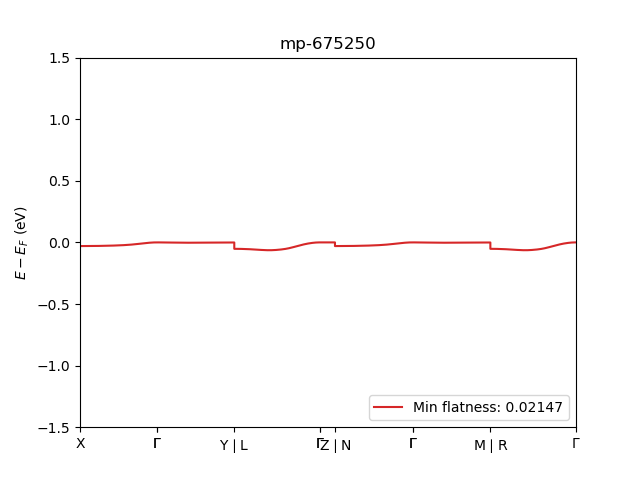 mp-675250
1.5
1.0
0.5
0.0
−0.5
−1.0
−1.5
E − E_F (eV)
Min flatness: 0.02147
X Γ Y | L Γ Z | N Γ M | R Γ